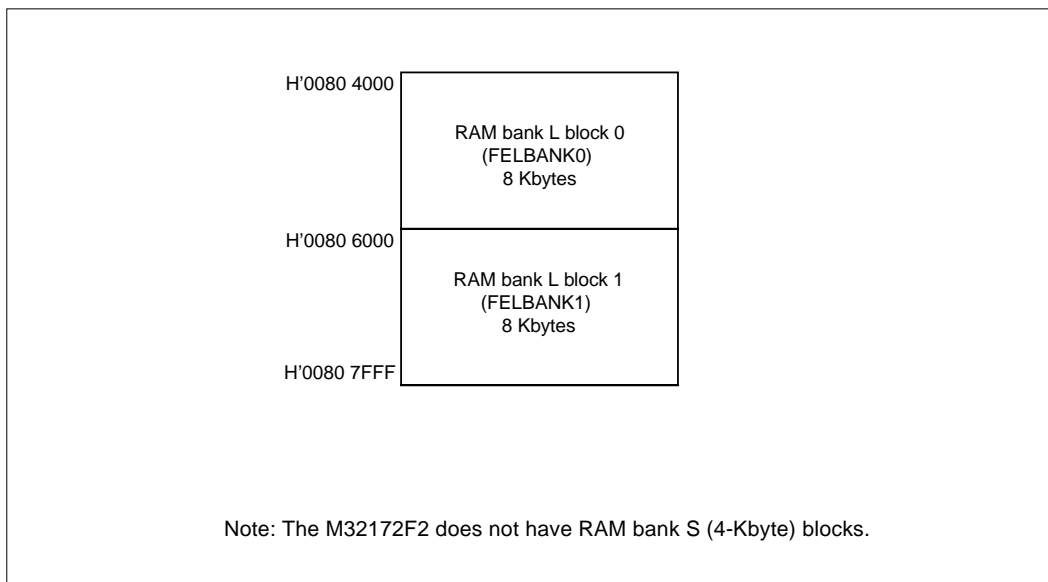 H'0080 4000
RAM bank L block 0
(FELBANK0)
8 Kbytes
H'0080 6000
RAM bank L block 1
(FELBANK1)
8 Kbytes
H'0080 7FFF
Note: The M32172F2 does not have RAM bank S (4-Kbyte) blocks.